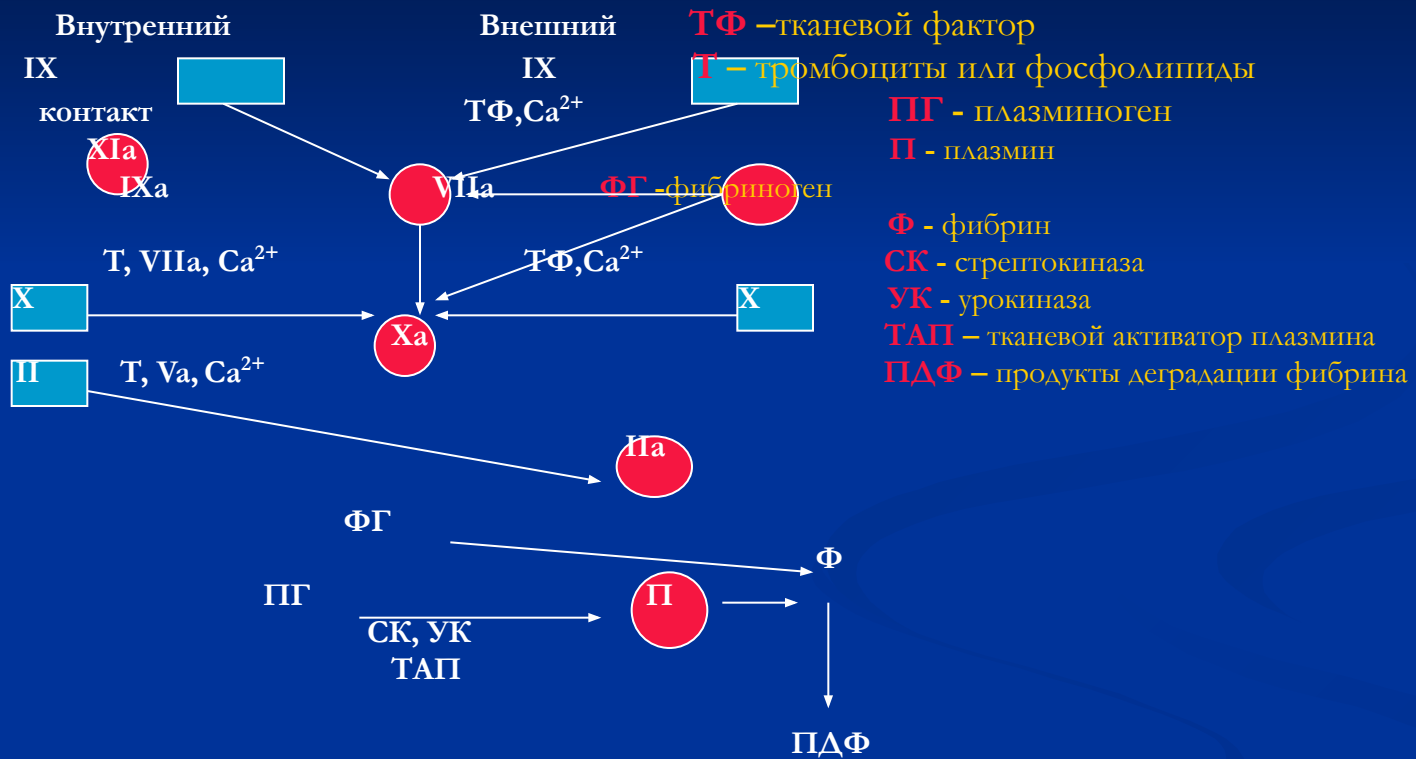 Внутренний
Внешний
ТФ –тканевой фактор
IX
IX
Т – тромбоциты или фосфолипиды
контакт
ТФ,Ca²⁺
ПГ - плазминоген
XIa
П - плазмин
IXa
VIIa
ФГ -фибриноген
Ф - фибрин
Т, VIIa, Ca²⁺
ТФ,Ca²⁺
СК - стрептокиназа
X
X
УК - урокиназа
Xa
ТАП – тканевой активатор плазмина
II
Т, Va, Ca²⁺
ПДФ – продукты деградации фибрина
IIa
ФГ
Ф
ПГ
П
СК, УК
ТАП
ПДФ